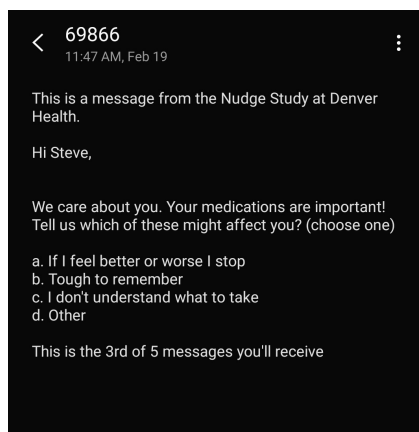 69866
11:47 AM, Feb 19
This is a message from the Nudge Study at Denver
Health.
Hi Steve,
We care about you. Your medications are important!
Tell us which of these might affect you? (choose one)
a. If I feel better or worse I stop
b. Tough to remember
c. I don't understand what to take
d. Other
This is the 3rd of 5 messages you'll receive